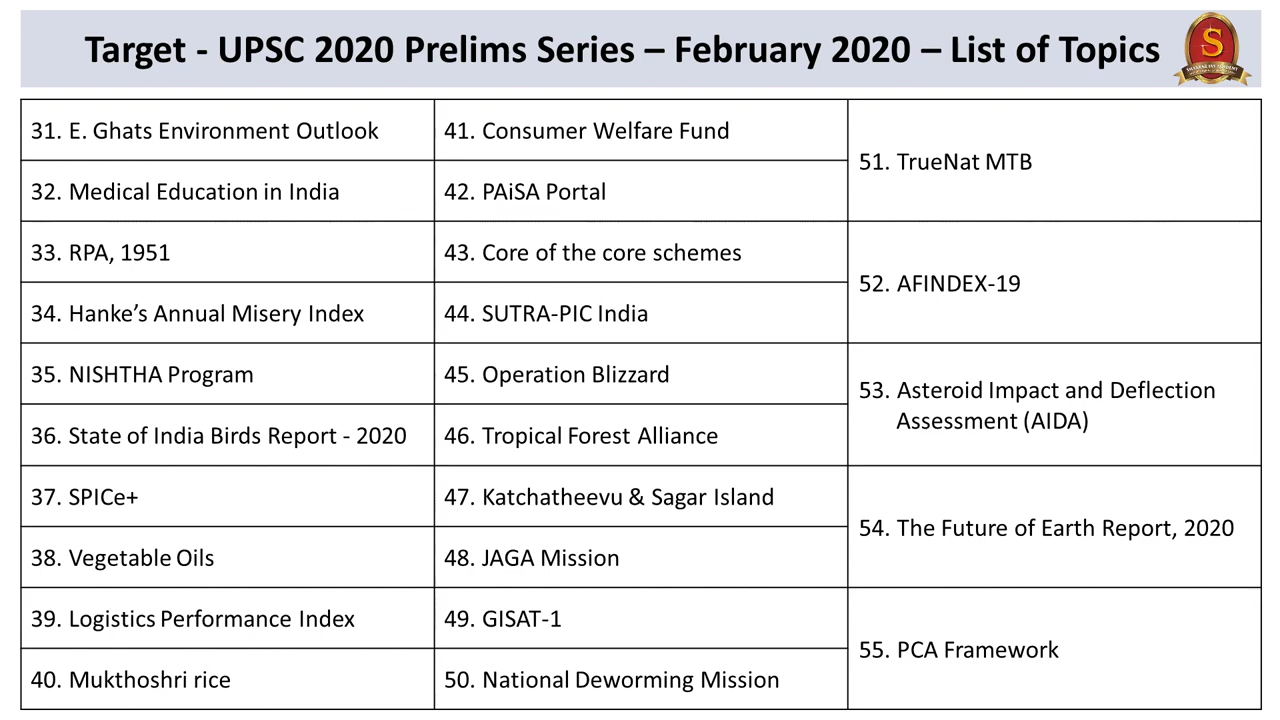 Target - UPSC 2020 Prelims Series – February 2020 – List of Topics
S
31. E. Ghats Environment Outlook
32. Medical Education in India
33. RPA, 1951
34. Hanke’s Annual Misery Index
35. NISHTHA Program
36. State of India Birds Report - 2020
37. SPICe+
38. Vegetable Oils
39. Logistics Performance Index
40. Mukthoshri rice
41. Consumer Welfare Fund
42. PAiSA Portal
43. Core of the core schemes
44. SUTRA-PIC India
45. Operation Blizzard
46. Tropical Forest Alliance
47. Katchatheevu & Sagar Island
48. JAGA Mission
49. GISAT-1
50. National Deworming Mission
51. TrueNat MTB
52. AFINDEX-19
53. Asteroid Impact and Deflection
Assessment (AIDA)
54. The Future of Earth Report, 2020
55. PCA Framework